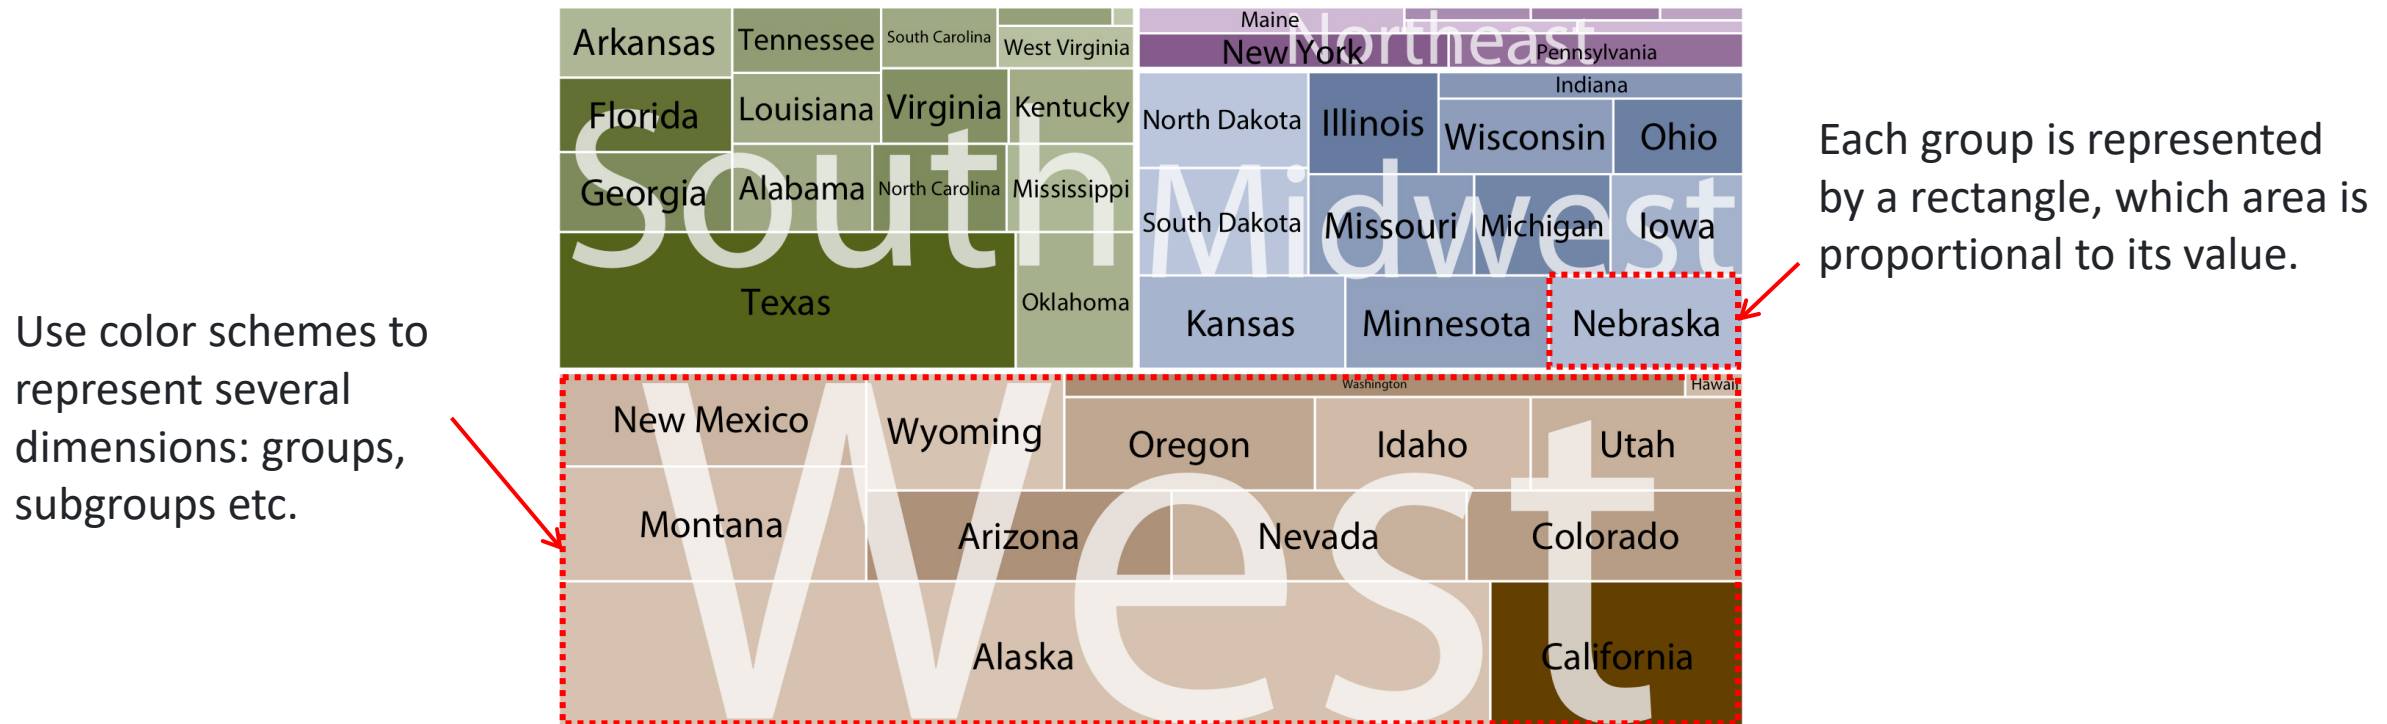 Use color schemes to
represent several
dimensions: groups,
subgroups etc.
Arkansas
Tennessee
South Carolina
West Virginia
Florida
Louisiana
Virginia
Kentucky
Georgia
Alabama
North Carolina
Mississippi
South
Texas
Oklahoma
Maine
Northeast
New York
Pennsylvania
Indiana
North Dakota
Illinois
Wisconsin
Ohio
Midwest
South Dakota
Missouri
Michigan
Iowa
Kansas
Minnesota
Nebraska
Washington
Hawaii
New Mexico
Wyoming
Oregon
Idaho
Utah
West
Montana
Arizona
Nevada
Colorado
Alaska
California
Each group is represented
by a rectangle, which area is
proportional to its value.